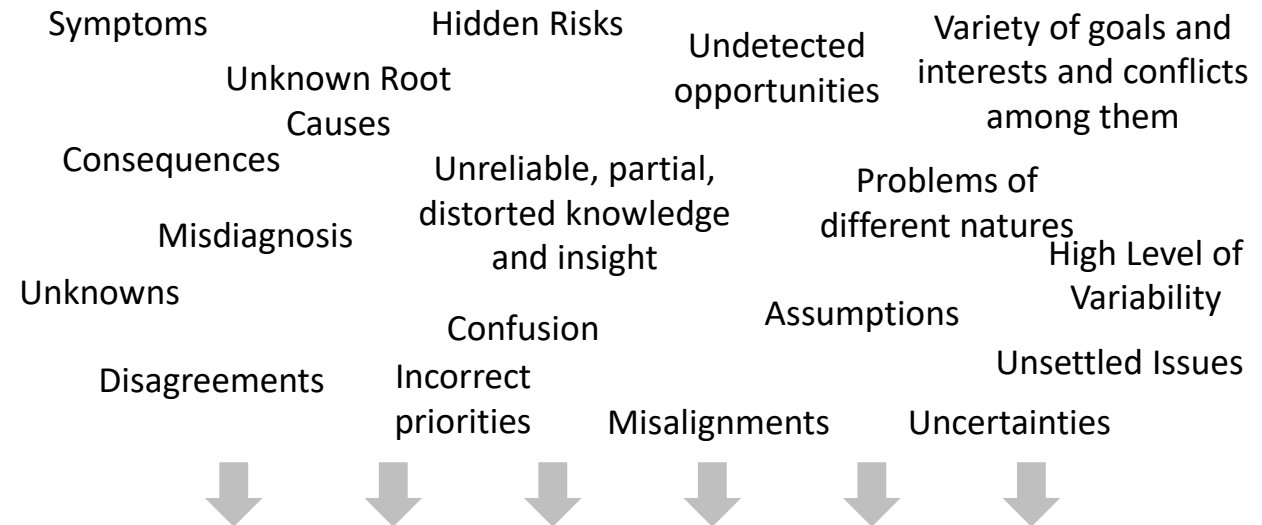 Symptoms
Hidden Risks
Undetected
opportunities
Variety of goals and
interests and conflicts
among them
Unknown Root
Causes
Consequences
Unreliable, partial,
distorted knowledge
and insight
Problems of
different natures
Misdiagnosis
High Level of
Variability
Unknowns
Confusion
Assumptions
Disagreements
Incorrect
priorities
Unsettled Issues
Misalignments
Uncertainties